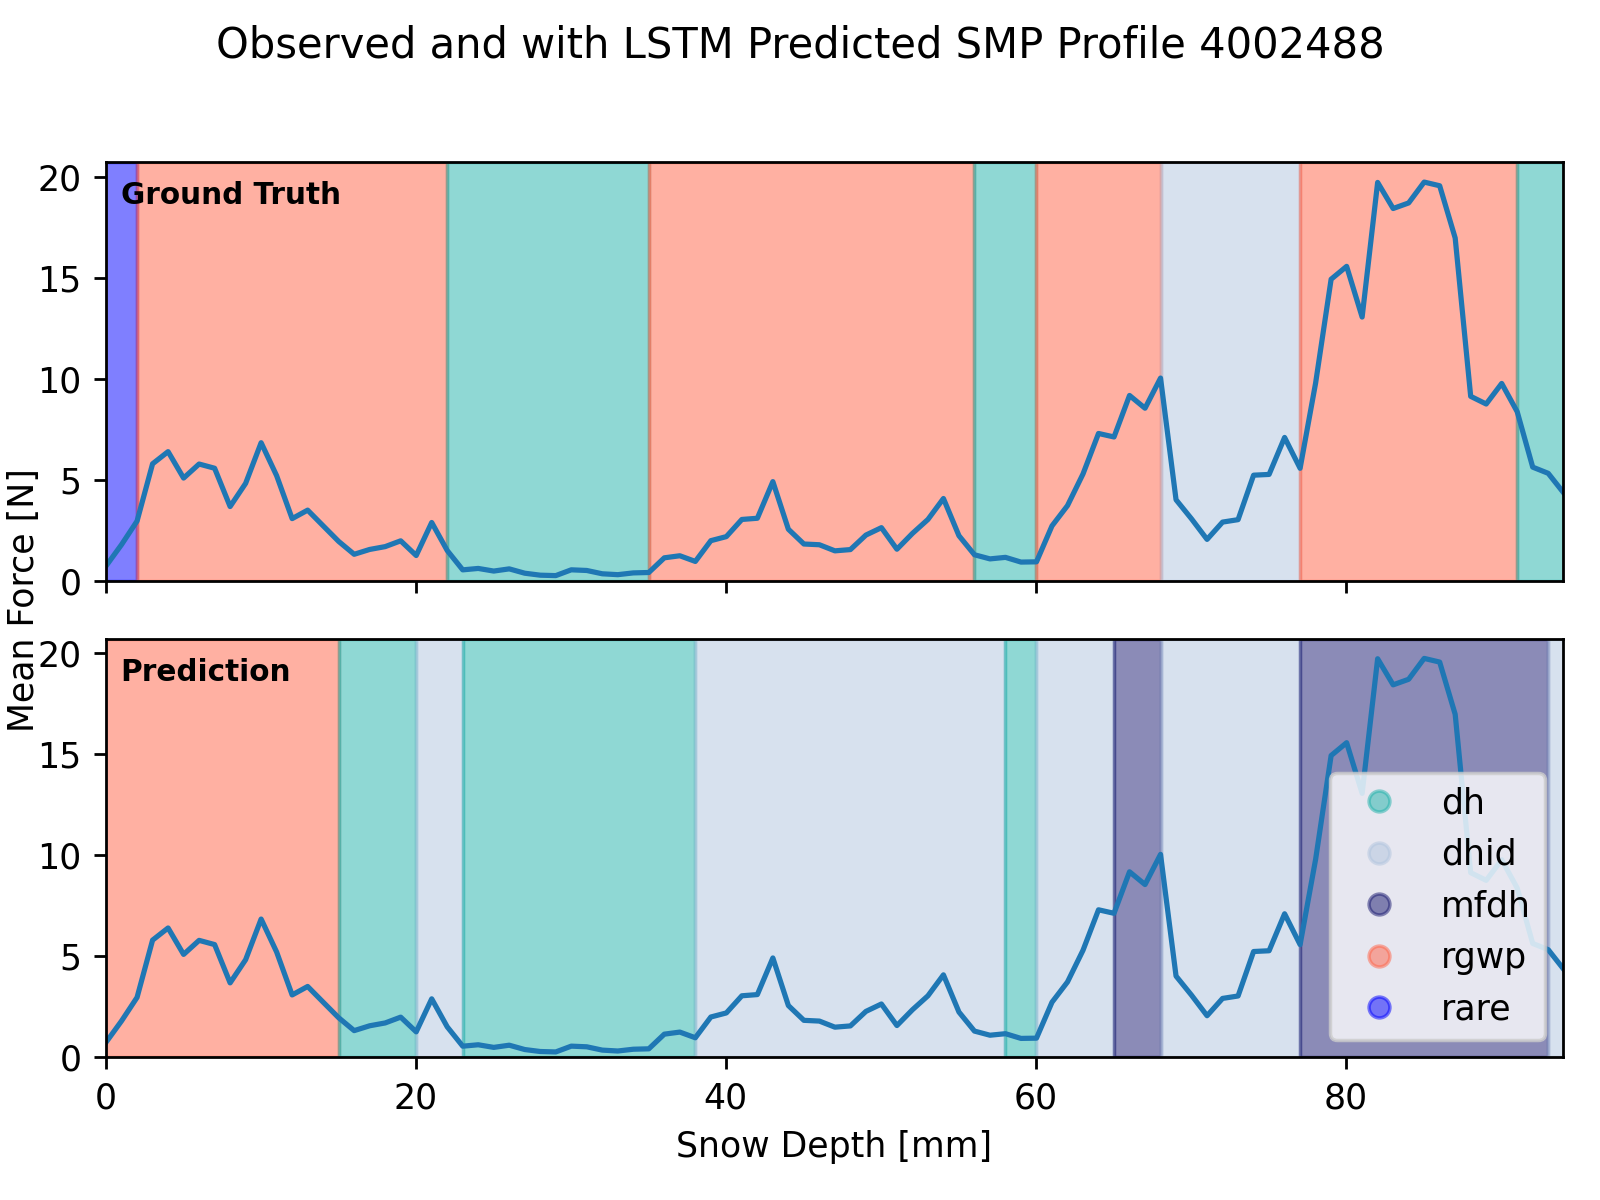 Observed and with LSTM Predicted SMP Profile 4002488
Ground Truth
20
15
10
5
0
Mean Force [N]
Prediction
20
15
10
5
0
dh
dhid
mfdh
rgwp
rare
0 20 40 60 80
Snow Depth [mm]